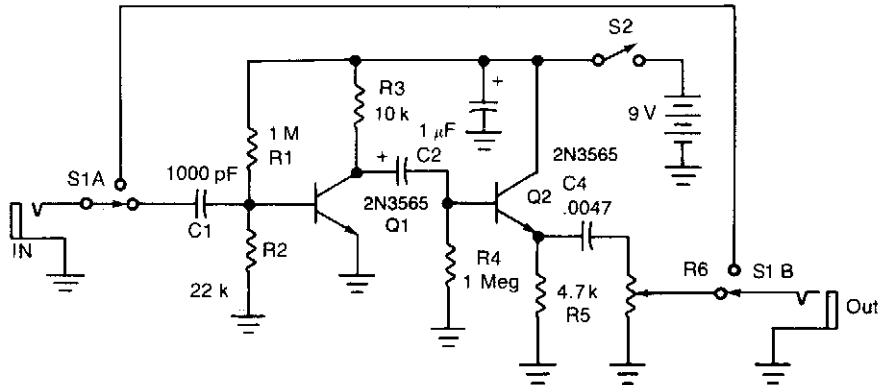 S2
R3
10 k
+
9 V
1 M
R1
1 µF
+
C2
2N3565
Q2
S1A
1000 pF
C1
2N3565
Q1
C4
.0047
IN
R2
22 k
R4
1 Meg
4.7 k
R5
R6
S1 B
Out